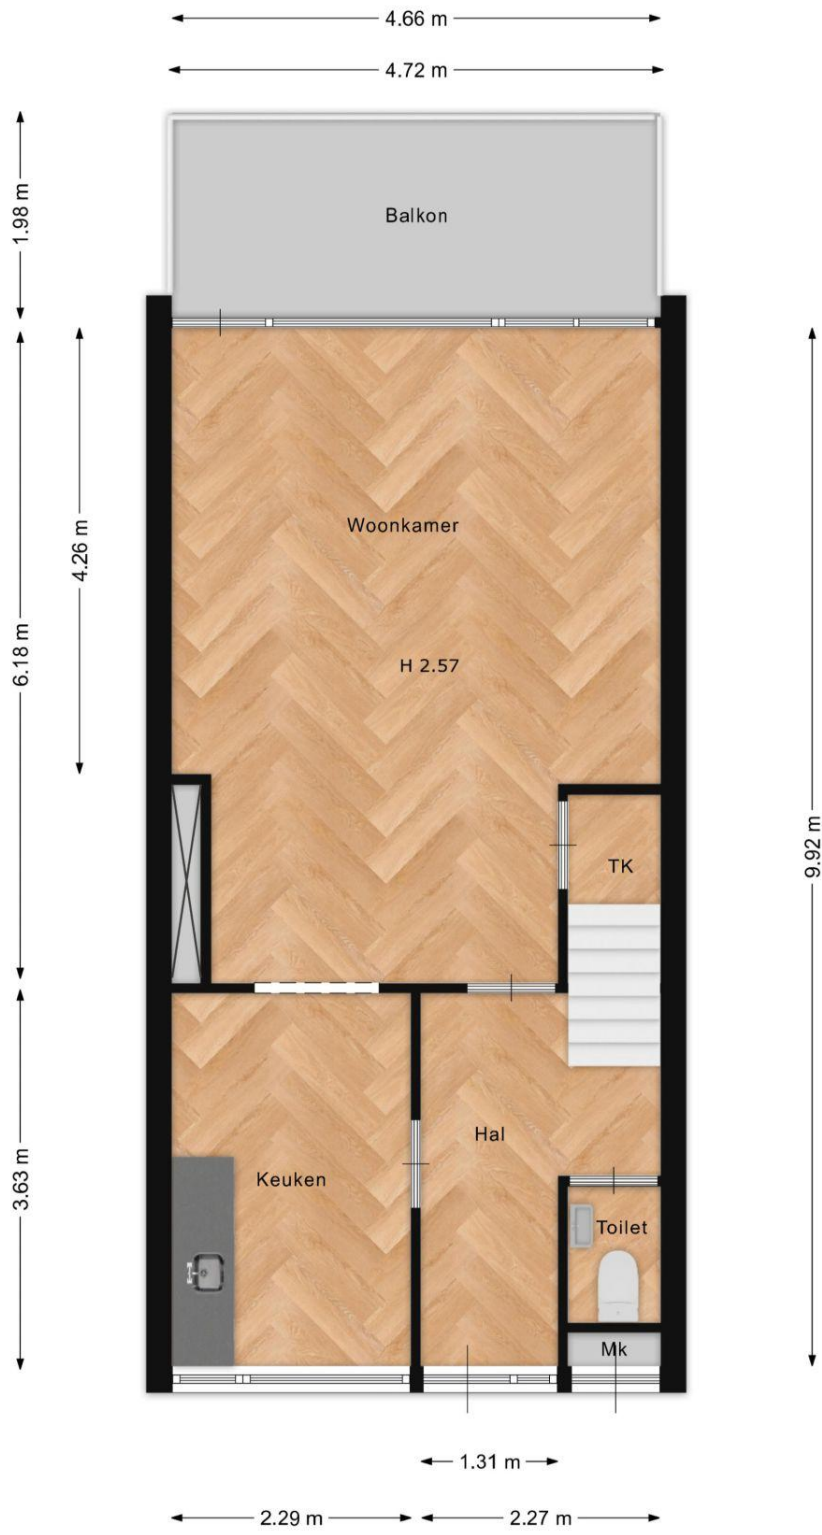 4.66 m
4.72 m
1.98 m
Balkon
4.26 m
Woonkamer
6.18 m
H 2.57
9.92 m
TK
3.63 m
Hal
Keuken
Toilet
Mk
1.31 m
2.29 m
2.27 m